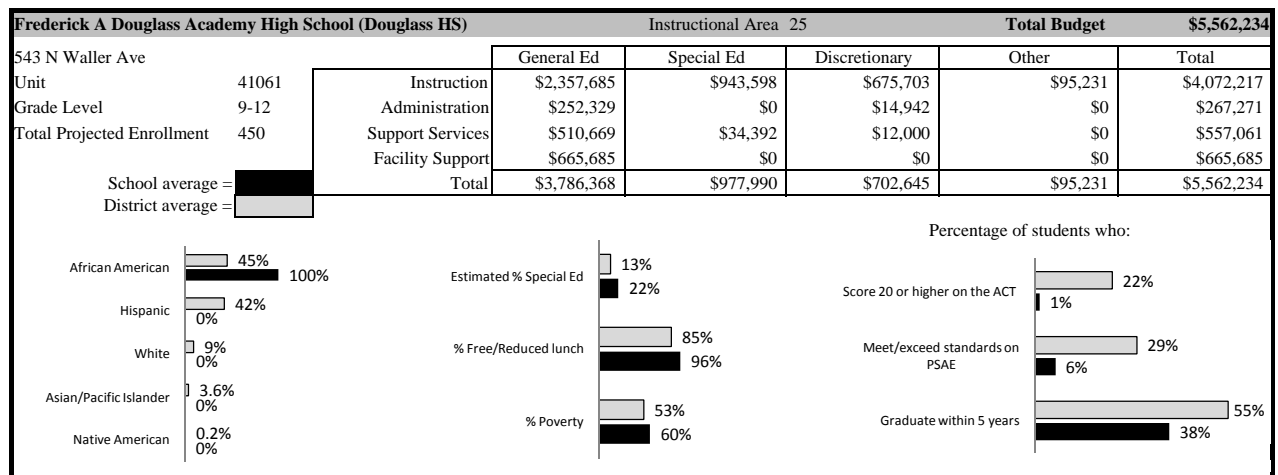 Frederick A Douglass Academy High School (Douglass HS) Instructional Area 25 Total Budget $5,562,234
543 N Waller Ave General Ed Special Ed Discretionary Other Total
Unit 41061 Instruction $2,357,685 $943,598 $675,703 $95,231 $4,072,217
Grade Level 9-12 Administration $252,329 $0 $14,942 $0 $267,271
Total Projected Enrollment 450 Support Services $510,669 $34,392 $12,000 $0 $557,061
Facility Support $665,685 $0 $0 $0 $665,685
School average = Total $3,786,368 $977,990 $702,645 $95,231 $5,562,234
District average =
African American 45%
100%
Hispanic 42%
0%
White 9%
0%
Asian/Pacific Islander 3.6%
0%
Native American 0.2%
0%
Estimated % Special Ed 13%
22%
% Free/Reduced lunch 85%
96%
% Poverty 53%
60%
Percentage of students who:
Score 20 or higher on the ACT 22%
1%
Meet/exceed standards on
PSAE
29%
6%
Graduate within 5 years 55%
38%